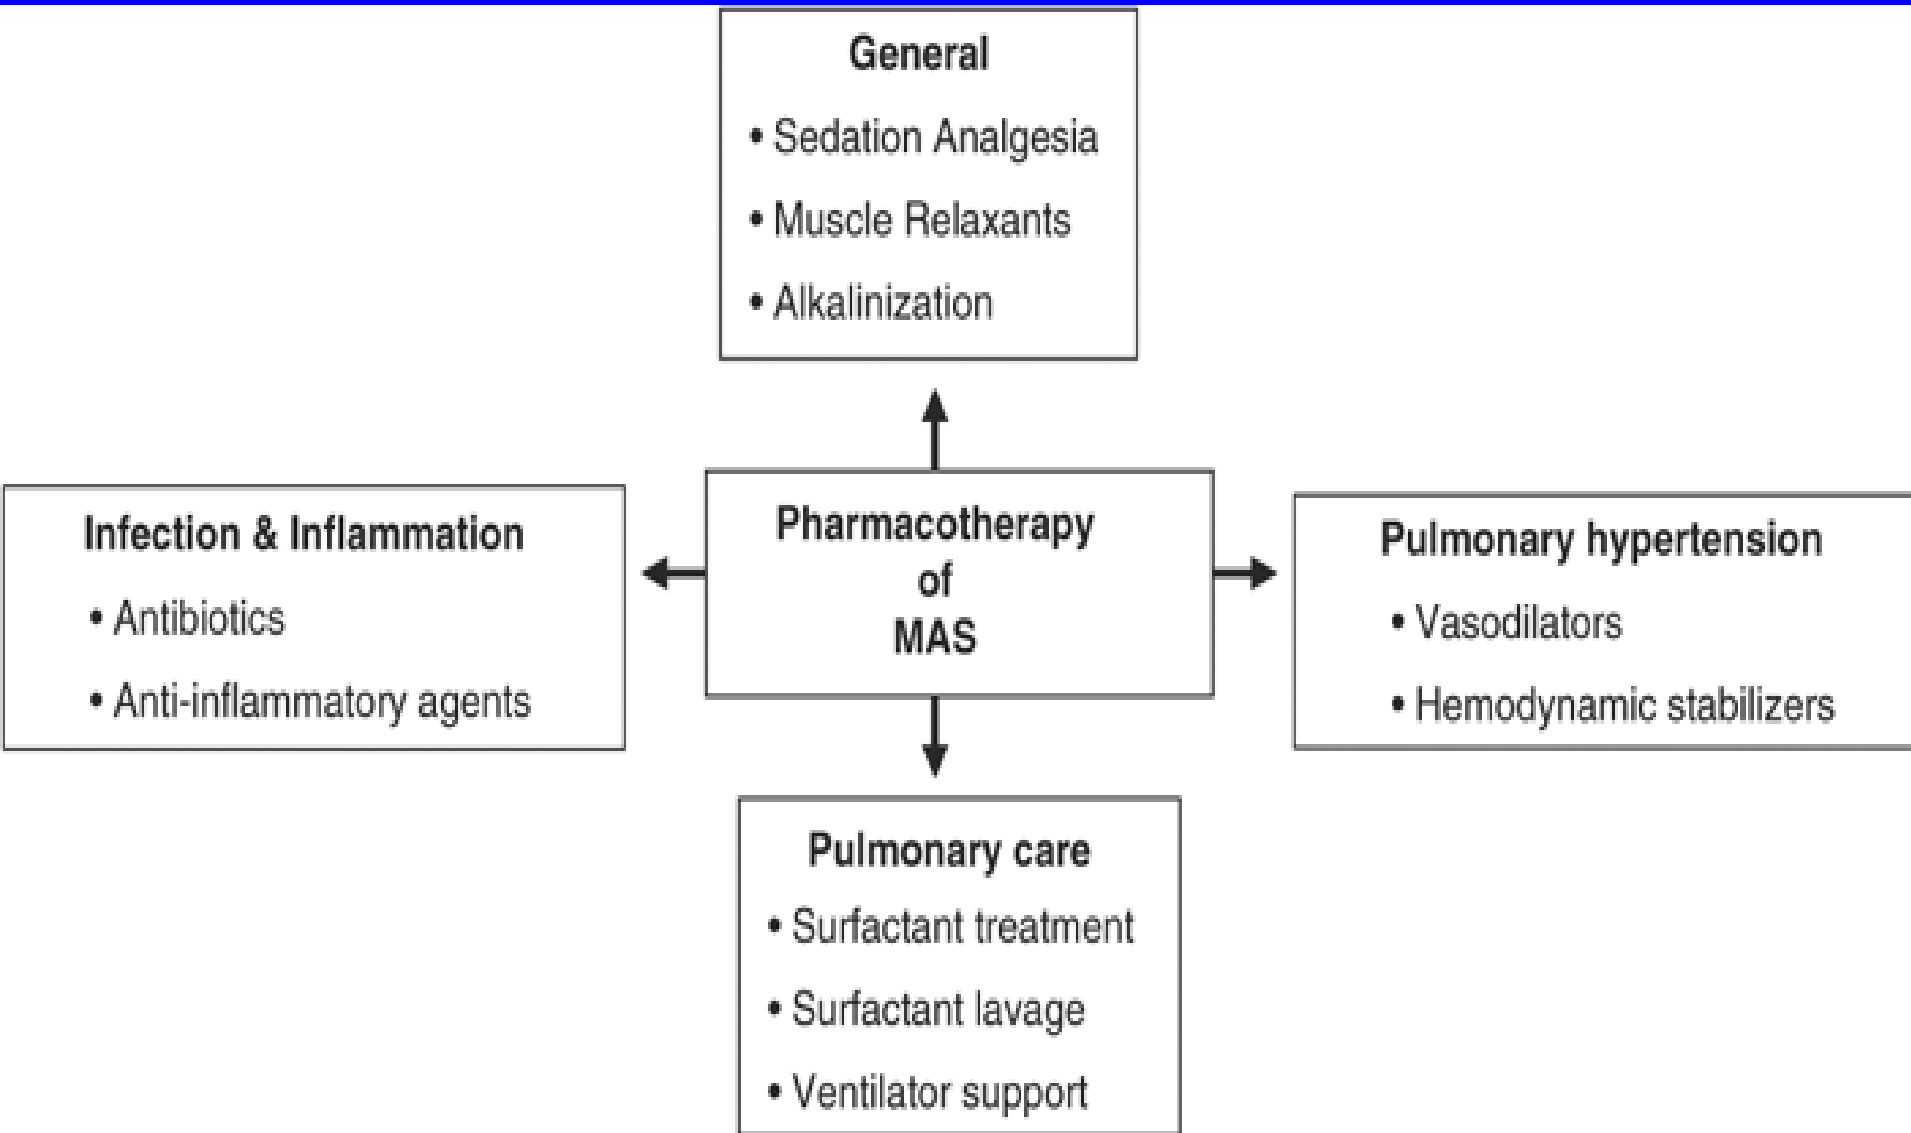 General
• Sedation Analgesia
• Muscle Relaxants
• Alkalinization
Infection & Inflammation
• Antibiotics
• Anti-inflammatory agents
Pharmacotherapy
of
MAS
Pulmonary hypertension
• Vasodilators
• Hemodynamic stabilizers
Pulmonary care
• Surfactant treatment
• Surfactant lavage
• Ventilator support